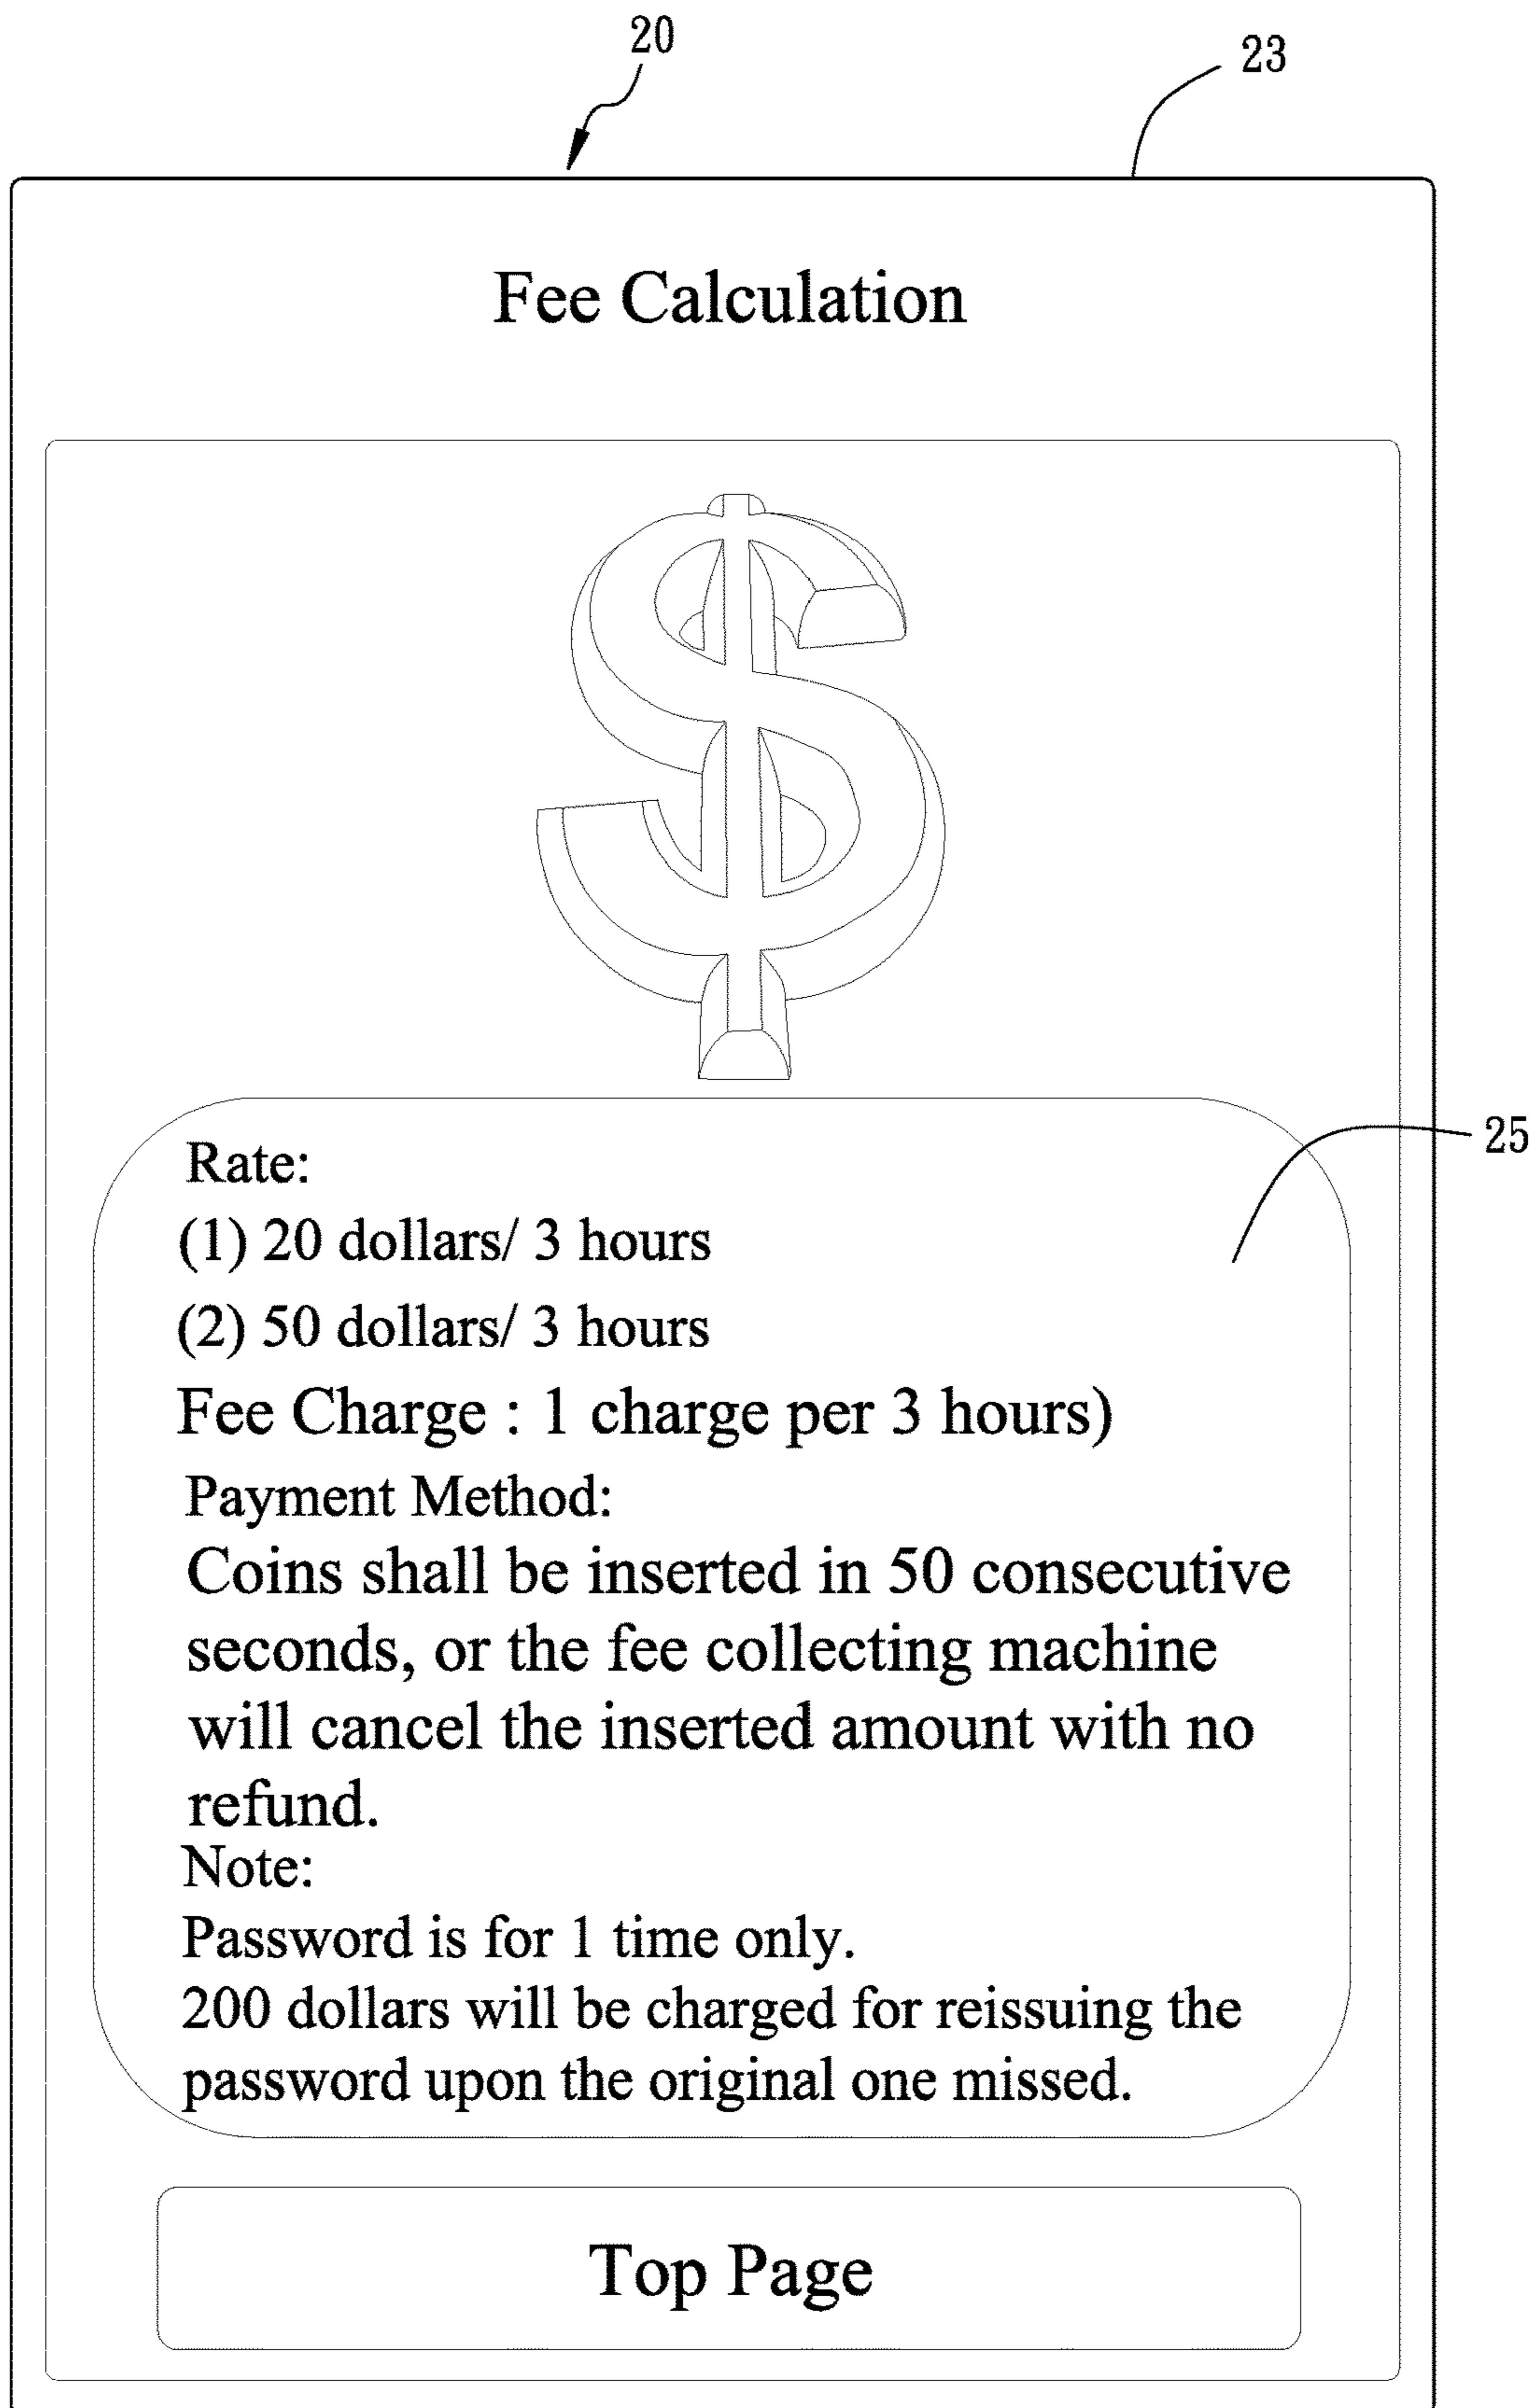 20
23
Fee Calculation
Rate:
(1) 20 dollars/ 3 hours
25
(2) 50 dollars/ 3 hours
Fee Charge : 1 charge per 3 hours)
Payment Method:
Coins shall be inserted in 50 consecutive
seconds, or the fee collecting machine
will cancel the inserted amount with no
refund.
Note:
Password is for 1 time only.
200 dollars will be charged for reissuing the
password upon the original one missed.
Top Page